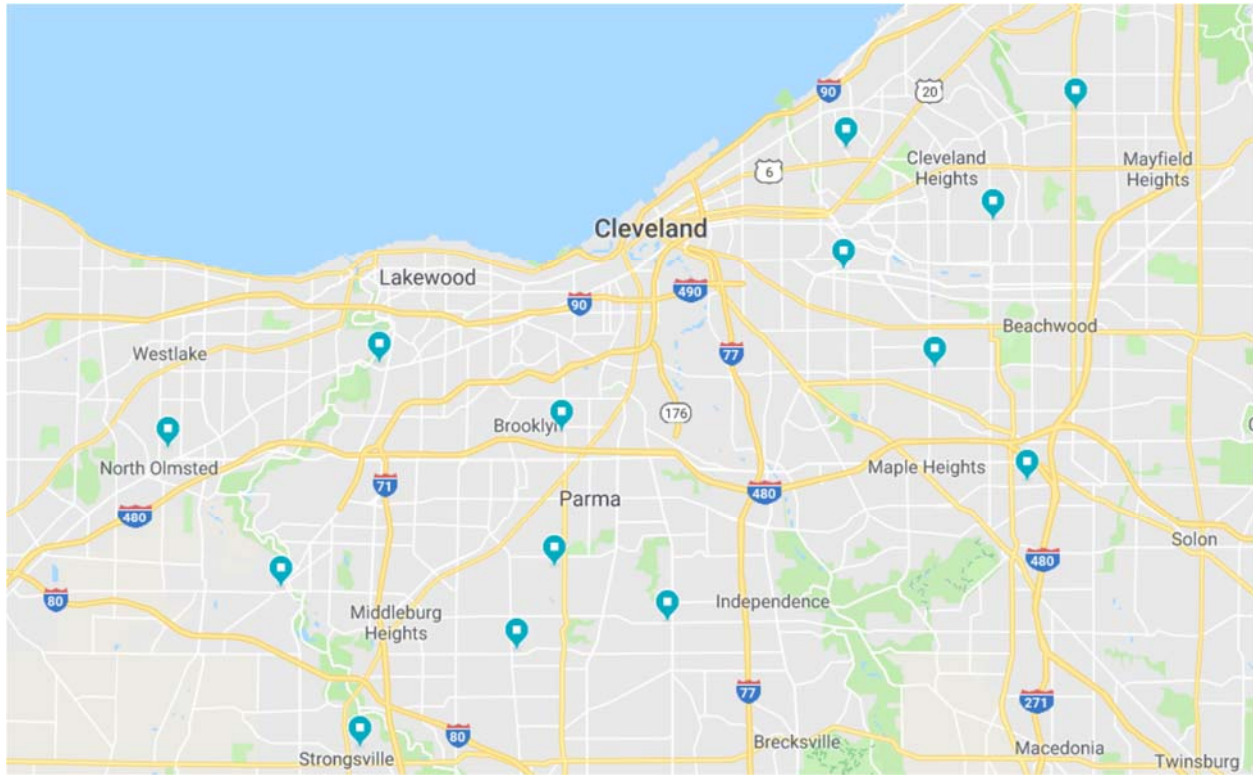 90
20
Cleveland
Heights
Mayfield
Heights
6
Cleveland
Lakewood
490
90
Beachwood
Westlake
77
176
Brooklyn
North Olmsted
Maple Heights
71
480
Parma
480
Solon
480
80
Independence
Middleburg
Heights
77
271
80
Brecksville
Macedonia
Strongsville
Twinsburg